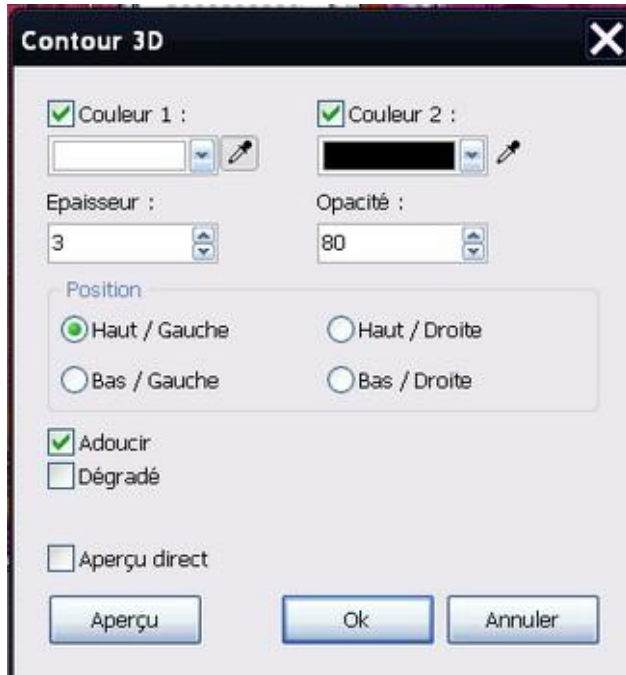 Contour 3D
Couleur 1 :
Couleur 2 :
Epaisseur :
Opacité :
3
80
Position
Haut / Gauche
Haut / Droite
Bas / Gauche
Bas / Droite
Adoucir
Dégradé
Aperçu direct
Aperçu
Ok
Annuler